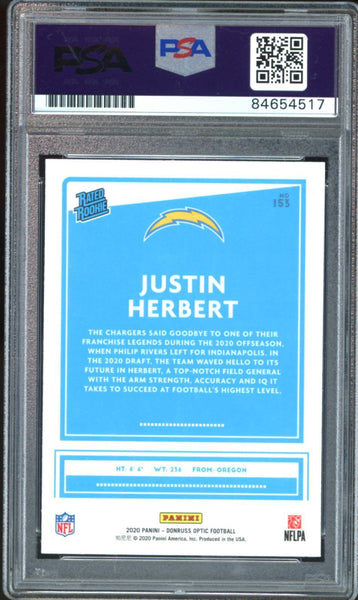 PSA
PSA
84654517
RATED
ROOKIE
NO
153
JUSTIN
HERBERT
THE CHARGERS SAID GOODBYE TO ONE OF THEIR
FRANCHISE LEGENDS DURING THE 2020 OFFSEASON,
WHEN PHILIP RIVERS LEFT FOR INDIANAPOLIS. IN
THE 2020 DRAFT, THE TEAM WAVED HELLO TO ITS
FUTURE IN HERBERT, A TOP-NOTCH FIELD GENERAL
WITH THE ARM STRENGTH, ACCURACY AND IQ IT
TAKES TO SUCCEED AT FOOTBALL'S HIGHEST LEVEL.
HT: 6' 6" WT: 236 FROM: OREGON
NFL
PANINI
NFLPA
2020 PANINI - DONRUSS OPTIC FOOTBALL
© 2020 Panini America, Inc. Produced in the USA.